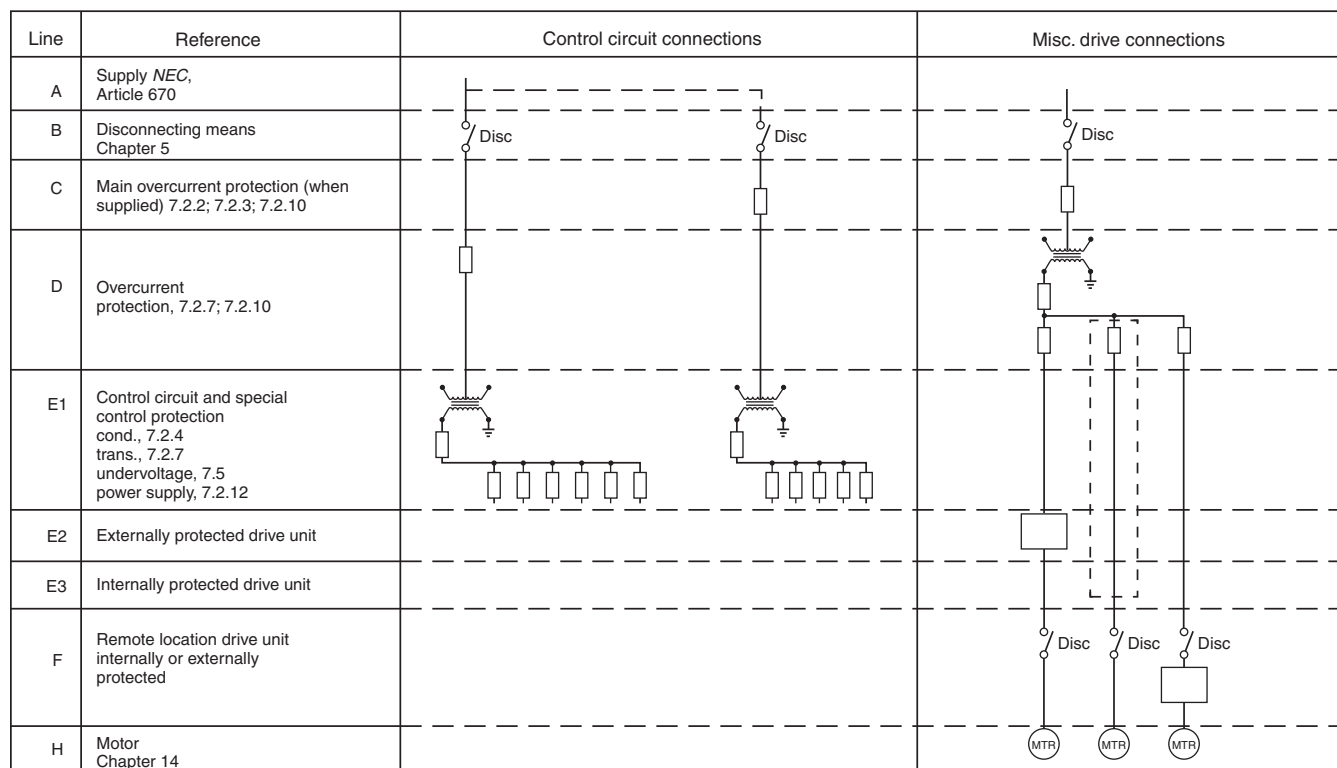 Line
Reference
Control circuit connections
Misc. drive connections
A
Supply NEC,
Article 670
B
Disconnecting means
Chapter 5
Disc
Disc
Disc
C
Main overcurrent protection (when
supplied) 7.2.2; 7.2.3; 7.2.10
D
Overcurrent
protection, 7.2.7; 7.2.10
E1
Control circuit and special
control protection
cond., 7.2.4
trans., 7.2.7
undervoltage, 7.5
power supply, 7.2.12
E2
Externally protected drive unit
E3
Internally protected drive unit
F
Remote location drive unit
internally or externally
protected
Disc
Disc
Disc
H
Motor
Chapter 14
MTR
MTR
MTR